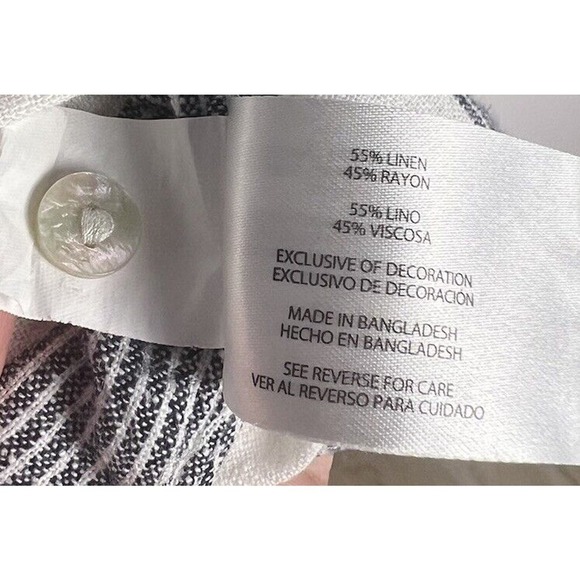 55% LINEN
45% RAYON
55% LINO
45% VISCOSA
EXCLUSIVE OF DECORATION
EXCLUSIVO DE DECORACIÓN
MADE IN BANGLADESH
HECHO EN BANGLADESH
SEE REVERSE FOR CARE
VER AL REVERSO PARA CUIDADO